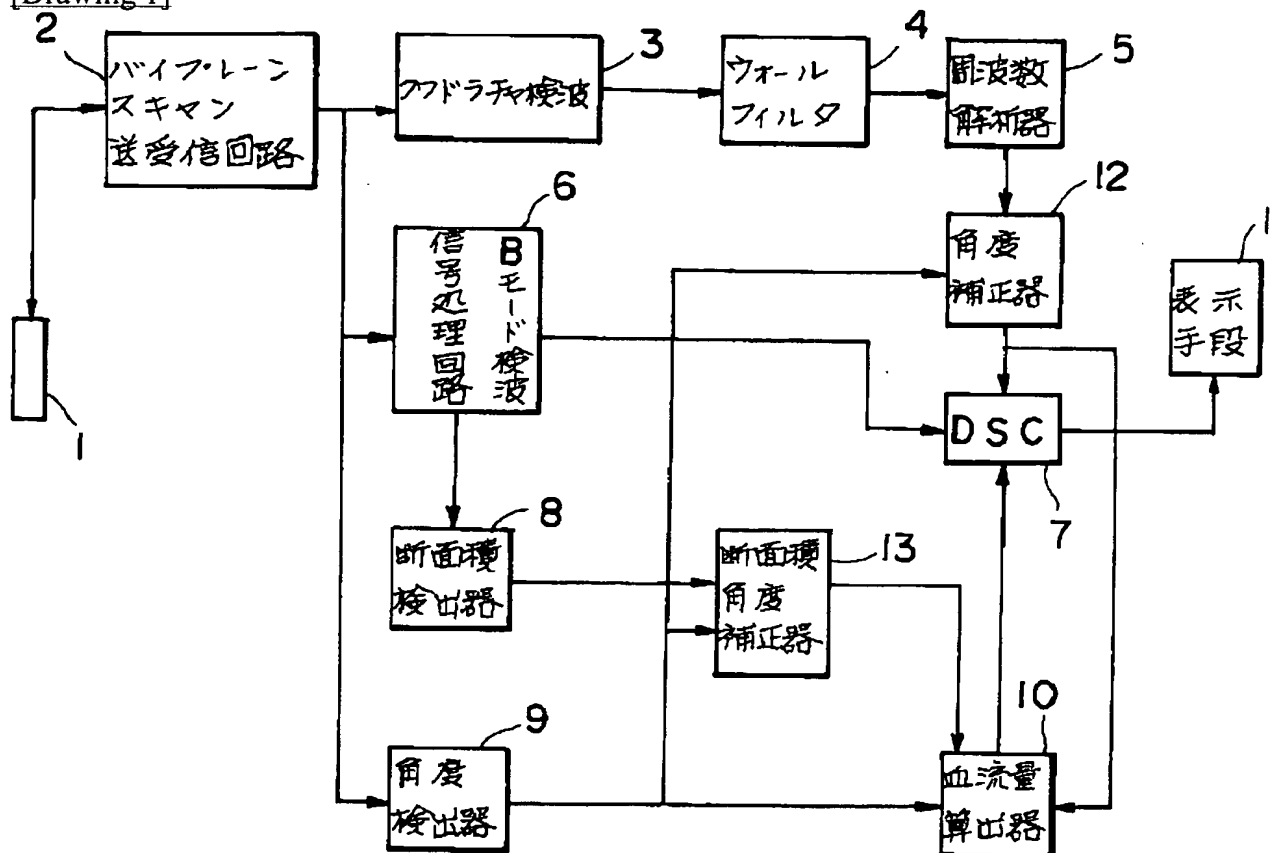 [Drawing 1]
2
バイプレーン
スキャン
送受信回路
3
クワドラチャ検波
4
ウォール
フィルタ
5
周波数
解析器
12
角度
補正器
1
表示
手段
6
Bモード検波
信号処理回路
DSC
7
1
8
断面積
検出器
13
断面積
角度
補正器
9
角度
検出器
10
血流量
算出器